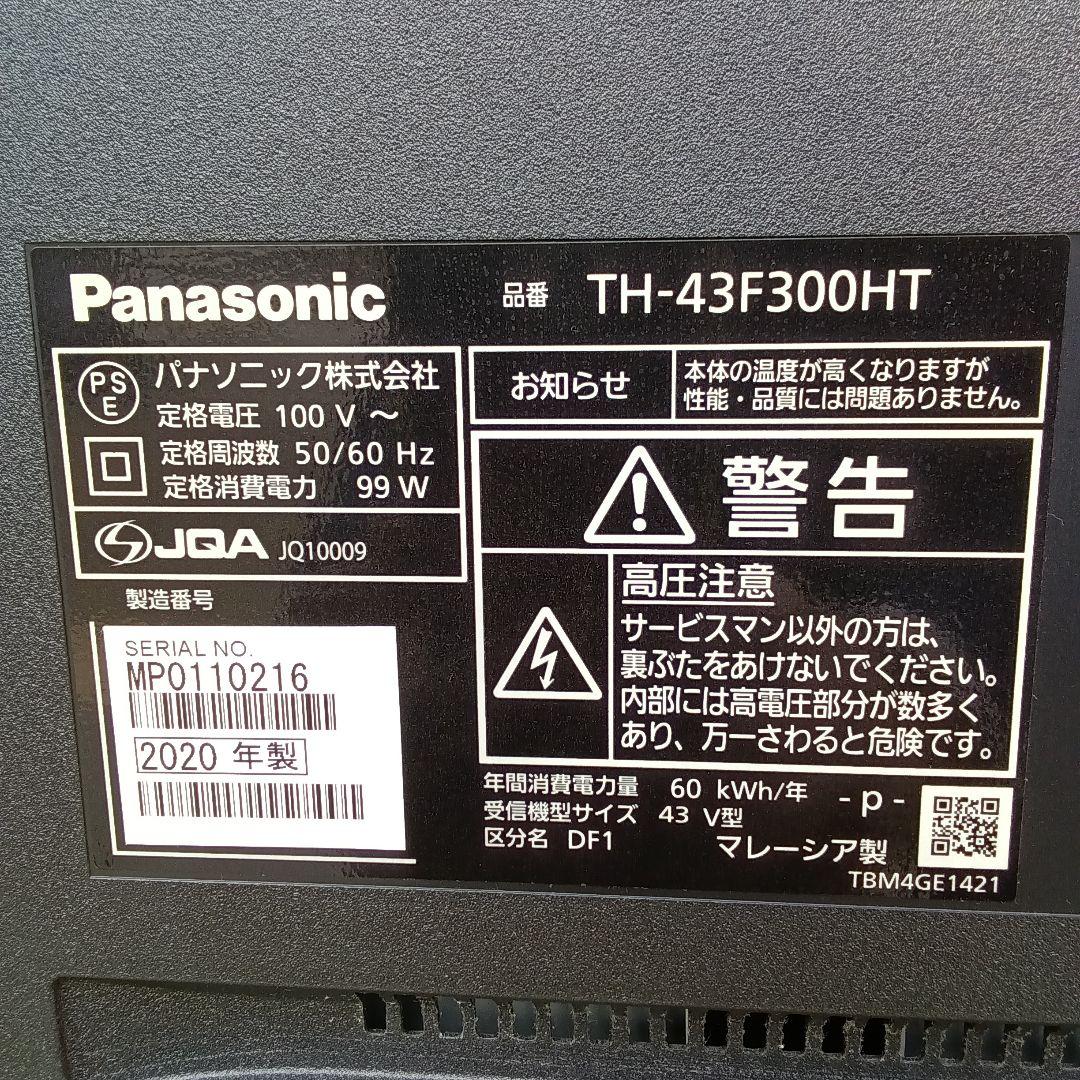 Panasonic
品番 TH-43F300HT
PS
E
パナソニック株式会社
定格電圧 100 V ～
定格周波数 50/60 Hz
定格消費電力 99 W
JQA JQ10009
製造番号
SERIAL NO.
MP0110216
2020 年製
お知らせ
本体の温度が高くなりますが
性能・品質には問題ありません。
警告
高圧注意
サービスマン以外の方は、
裏ぶたをあけないでください。
内部には高電圧部分が数多く
あり、万一さわると危険です。
年間消費電力量 60 kWh/年
受信機型サイズ 43 V型
区分名 DF1
- p -
マレーシア製
TBM4GE1421